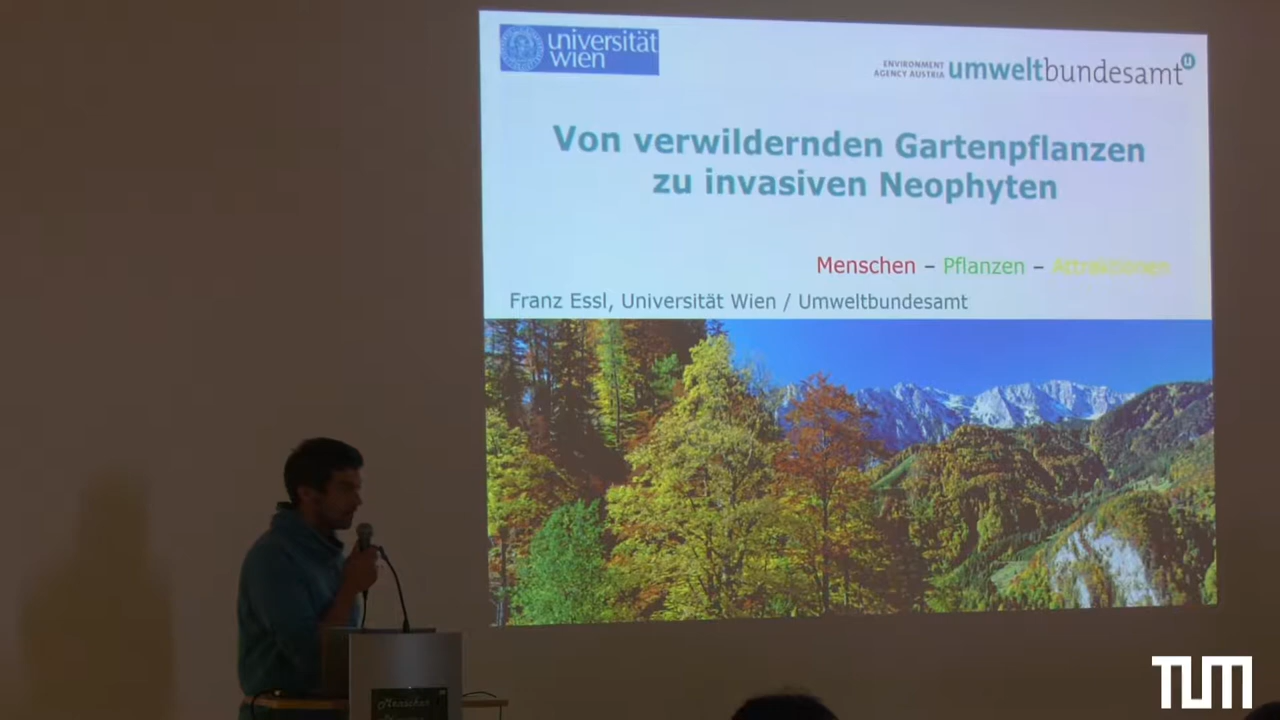 universität
wien
ENVIRONMENT
AGENCY AUSTRIA umweltbundesamt
u
Von verwildernden Gartenpflanzen
zu invasiven Neophyten
Menschen – Pflanzen – Attraktionen
Franz Essl, Universität Wien / Umweltbundesamt
Menschen
TUM